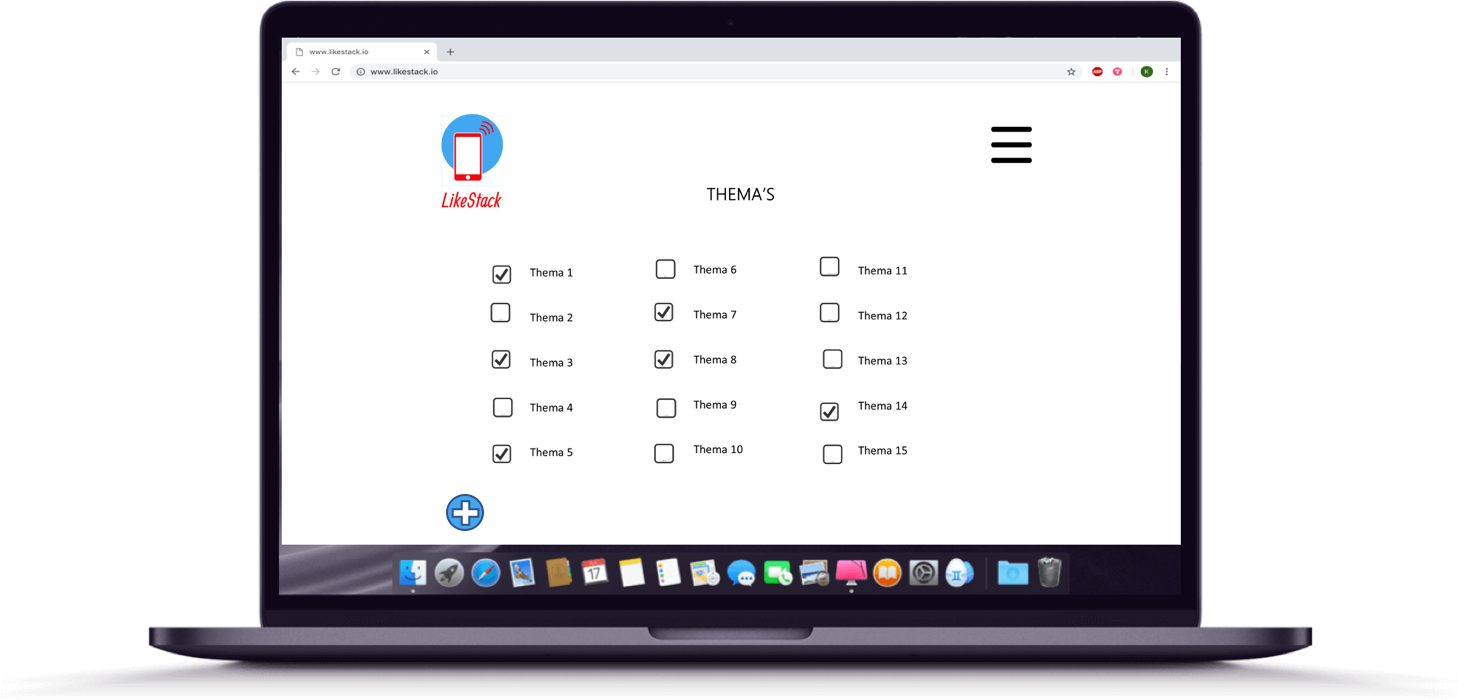 www.likestack.io
www.likestack.io
ABP
K
LikeStack
THEMA'S
Thema 1
Thema 2
Thema 3
Thema 4
Thema 5
Thema 6
Thema 7
Thema 8
Thema 9
Thema 10
Thema 11
Thema 12
Thema 13
Thema 14
Thema 15
17